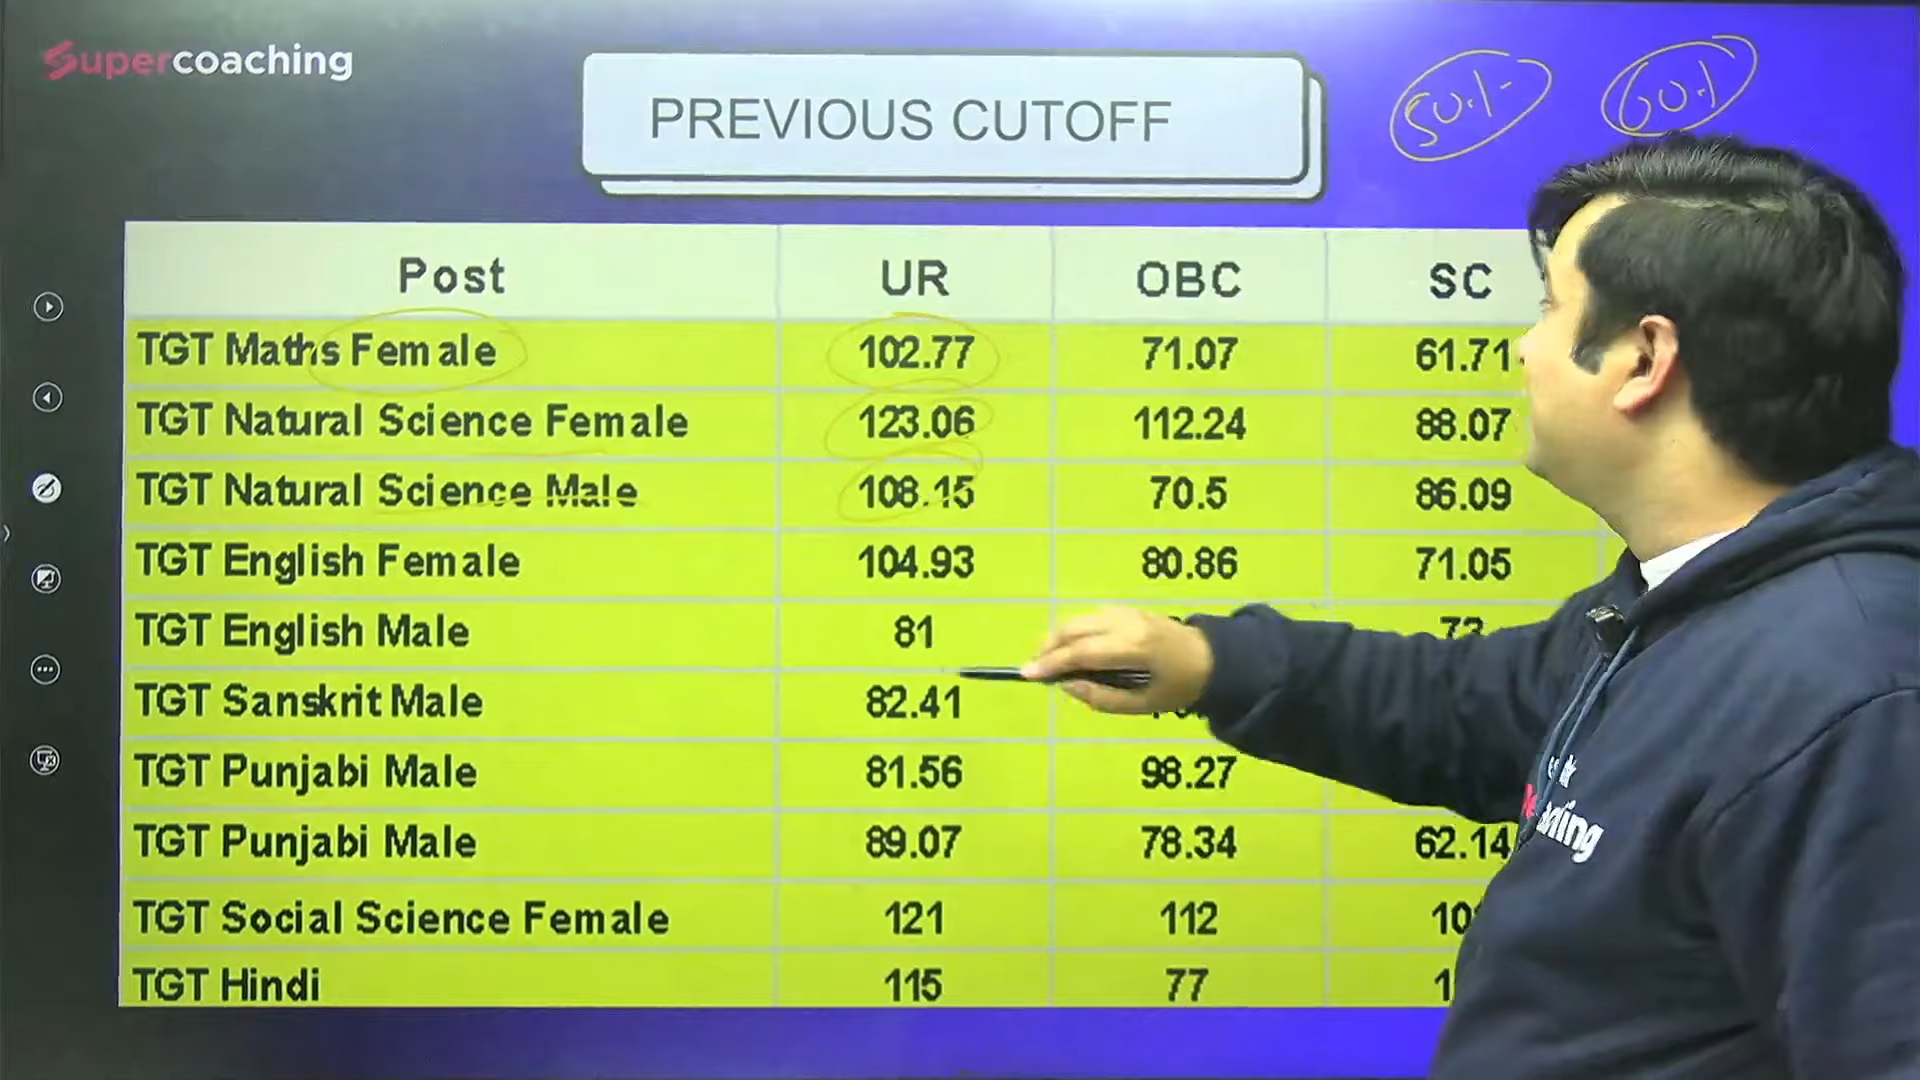 Supercoaching
PREVIOUS CUTOFF
50%
60%
Post UR OBC SC
TGT Maths Female 102.77 71.07 61.71
TGT Natural Science Female 123.06 112.24 88.07
TGT Natural Science Male 108.15 70.5 86.09
TGT English Female 104.93 80.86 71.05
TGT English Male 81 73
TGT Sanskrit Male 82.41
TGT Punjabi Male 81.56 98.27
TGT Punjabi Male 89.07 78.34 62.14
TGT Social Science Female 121 112
TGT Hindi 115 77
coaching